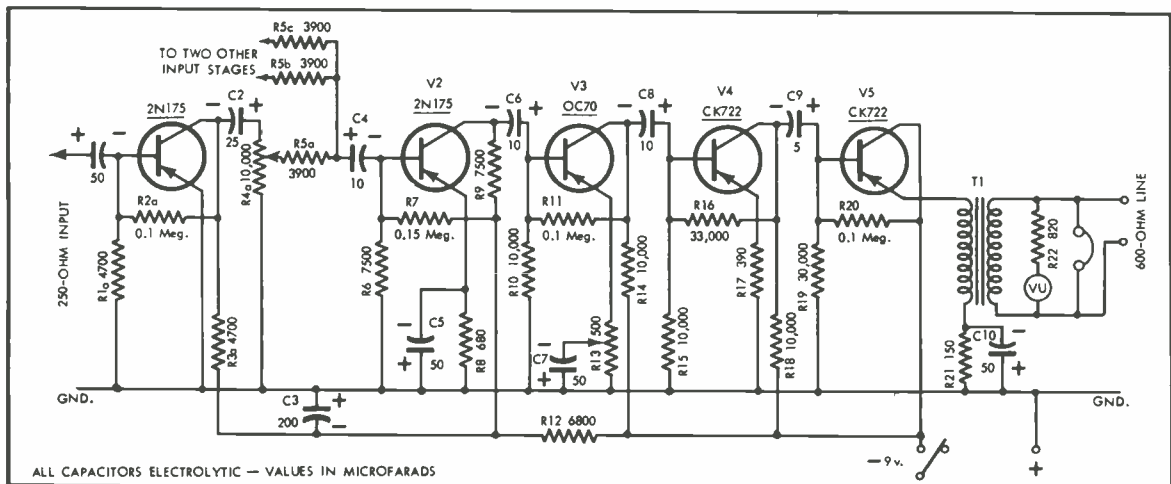 R5c 3900
TO TWO OTHER
INPUT STAGES
R5b 3900
2N175
C2
25
R4a 10,000
R5a
3900
C4
10
V2
2N175
R9 7500
C6
10
V3
OC70
C8
10
V4
CK722
C9
5
V5
CK722
50
250-OHM INPUT
R2a
0.1 Meg.
R1a 4700
R3a 4700
R7
0.15 Meg.
R6 7500
C5
50
R8 680
R11
0.1 Meg.
R10 10,000
C7
50
R13 500
R14 10,000
R16
33,000
R15 10,000
R17 390
R18 10,000
R20
0.1 Meg.
R19 30,000
T1
R22 820
VU
600-OHM LINE
R21 150
C10
50
GND.
C3
200
R12 6800
GND.
-9 v.
+
ALL CAPACITORS ELECTROLYTIC — VALUES IN MICROFARADS